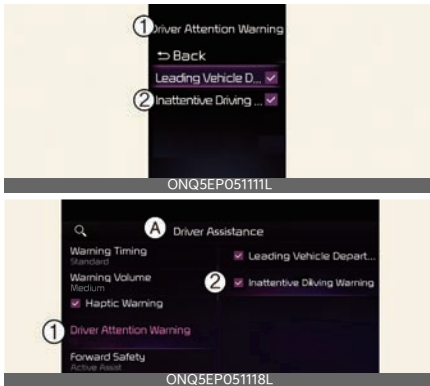 ① Driver Attention Warning
⮌ Back
Leading Vehicle D...
② Inattentive Driving ...
ONQ5EP051111L
Ⓐ Driver Assistance
Warning Timing
Standard
Leading Vehicle Depart...
Warning Volume
Medium
② Inattentive Driving Warning
Haptic Warning
① Driver Attention Warning
Forward Safety
Active Assist
ONQ5EP051118L